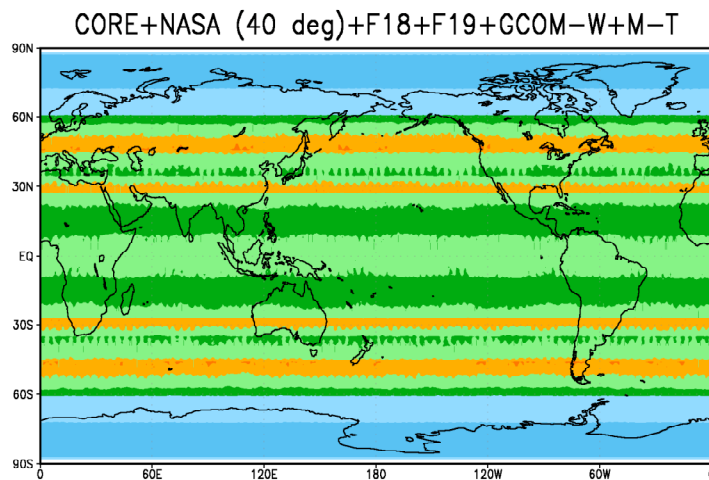 CORE+NASA (40 deg)+F18+F19+GCOM-W+M-T
90N
60N
30N
EQ
30S
60S
90S
0 60E 120E 180 120W 60W 0